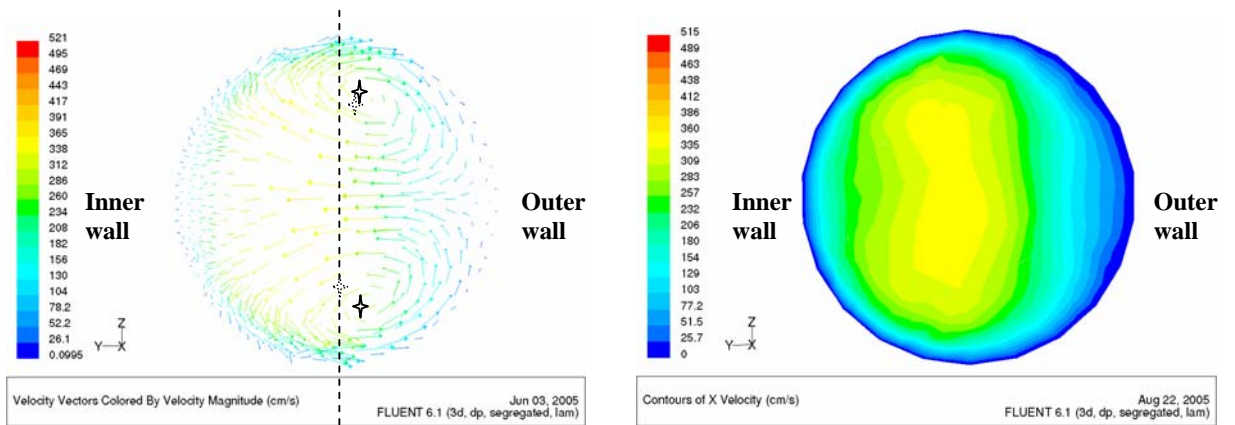 521
495
469
443
417
391
365
338
312
286
260
234
208
182
156
130
104
78.2
52.2
26.1
0.0995
Inner
wall
Outer
wall
Z
Y X
Velocity Vectors Colored By Velocity Magnitude (cm/s)
Jun 03, 2005
FLUENT 6.1 (3d, dp, segregated, lam)
515
489
463
438
412
386
360
335
309
283
257
232
206
180
154
129
103
77.2
51.5
25.7
0
Inner
wall
Outer
wall
Z
Y X
Contours of X Velocity (cm/s)
Aug 22, 2005
FLUENT 6.1 (3d, dp, segregated, lam)